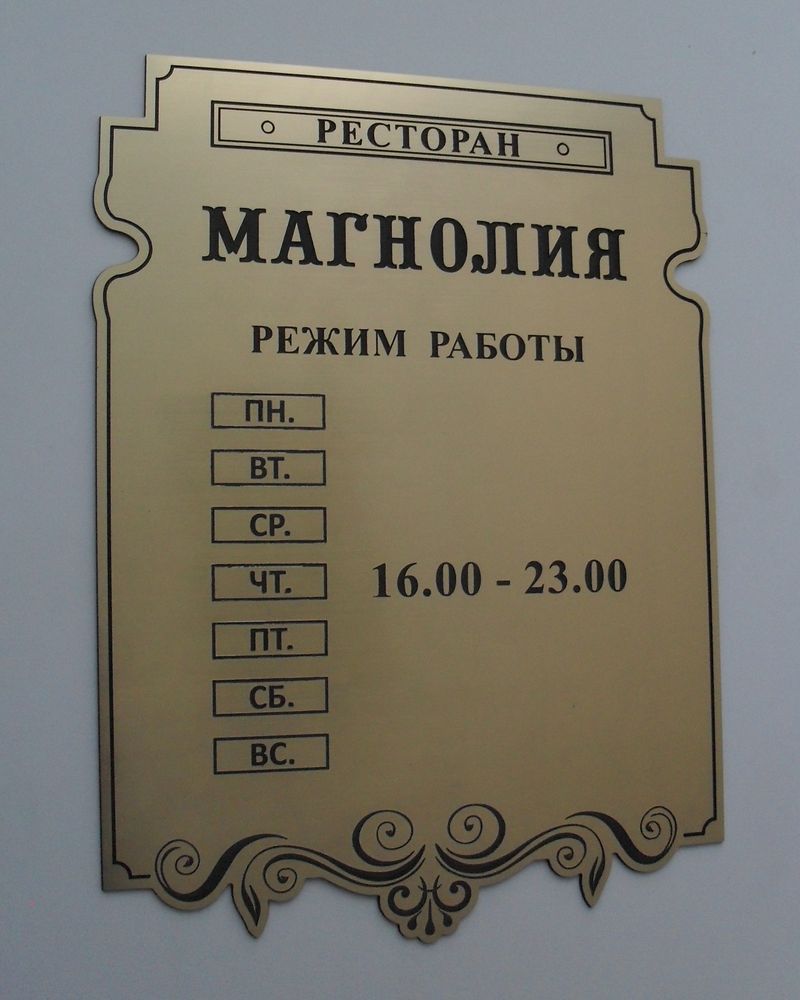 РЕСТОРАН
МАГНОЛИЯ
РЕЖИМ РАБОТЫ
ПН.
ВТ.
СР.
ЧТ. 16.00 - 23.00
ПТ.
СБ.
ВС.